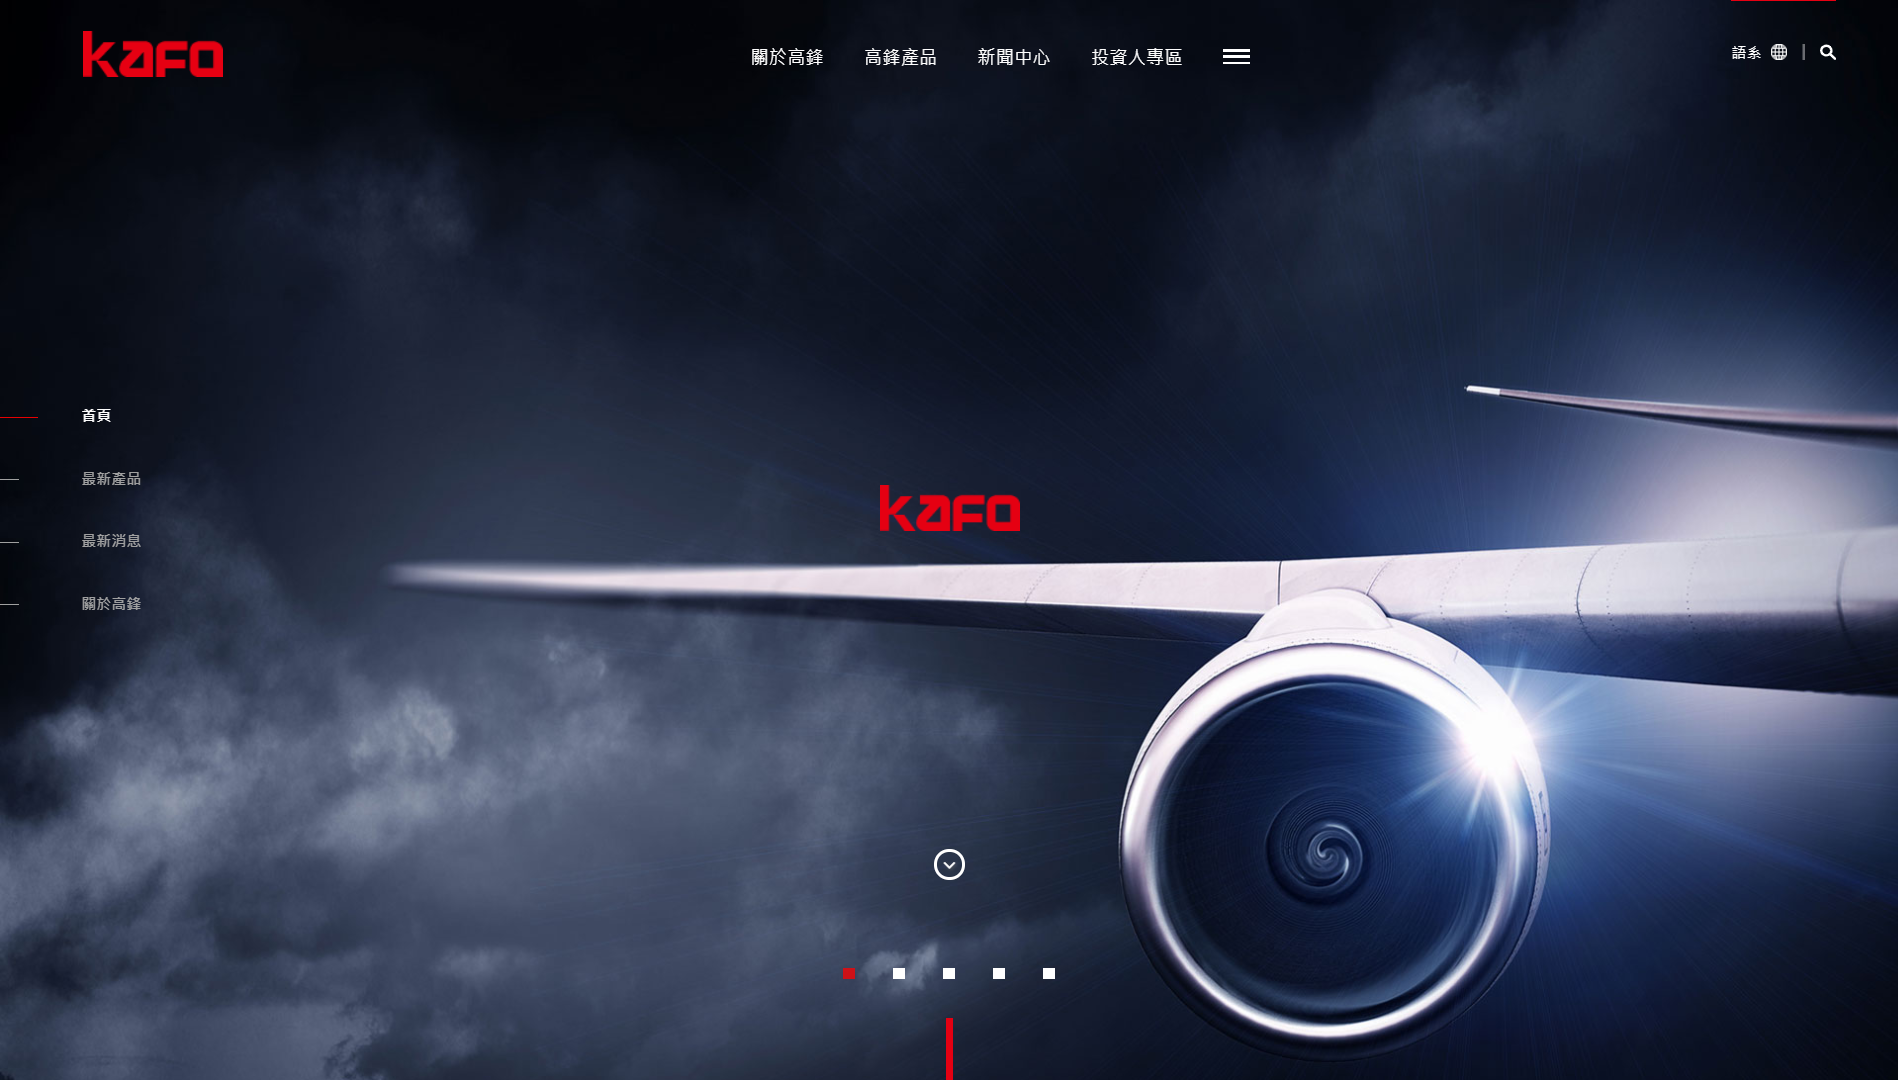 kafo
關於高鋒
高鋒產品
新聞中心
投資人專區
語系
首頁
最新產品
最新消息
關於高鋒
kafo